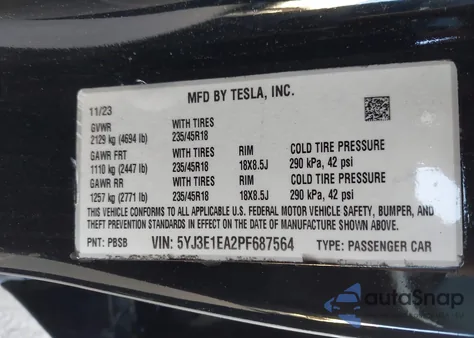 MFD BY TESLA, INC.
11/23
GVWR WITH TIRES
2129 kg (4694 lb) 235/45R18
GAWR FRT WITH TIRES RIM COLD TIRE PRESSURE
1110 kg (2447 lb) 235/45R18 18X8.5J 290 kPa, 42 psi
GAWR RR WITH TIRES RIM COLD TIRE PRESSURE
1257 kg (2771 lb) 235/45R18 18X8.5J 290 kPa, 42 psi
THIS VEHICLE CONFORMS TO ALL APPLICABLE U.S. FEDERAL MOTOR VEHICLE SAFETY, BUMPER, AND
THEFT PREVENTION STANDARDS IN EFFECT ON THE DATE OF MANUFACTURE SHOWN ABOVE.
PNT: PBSB VIN: 5YJ3E1EA2PF687564 TYPE: PASSENGER CAR
autoSnap